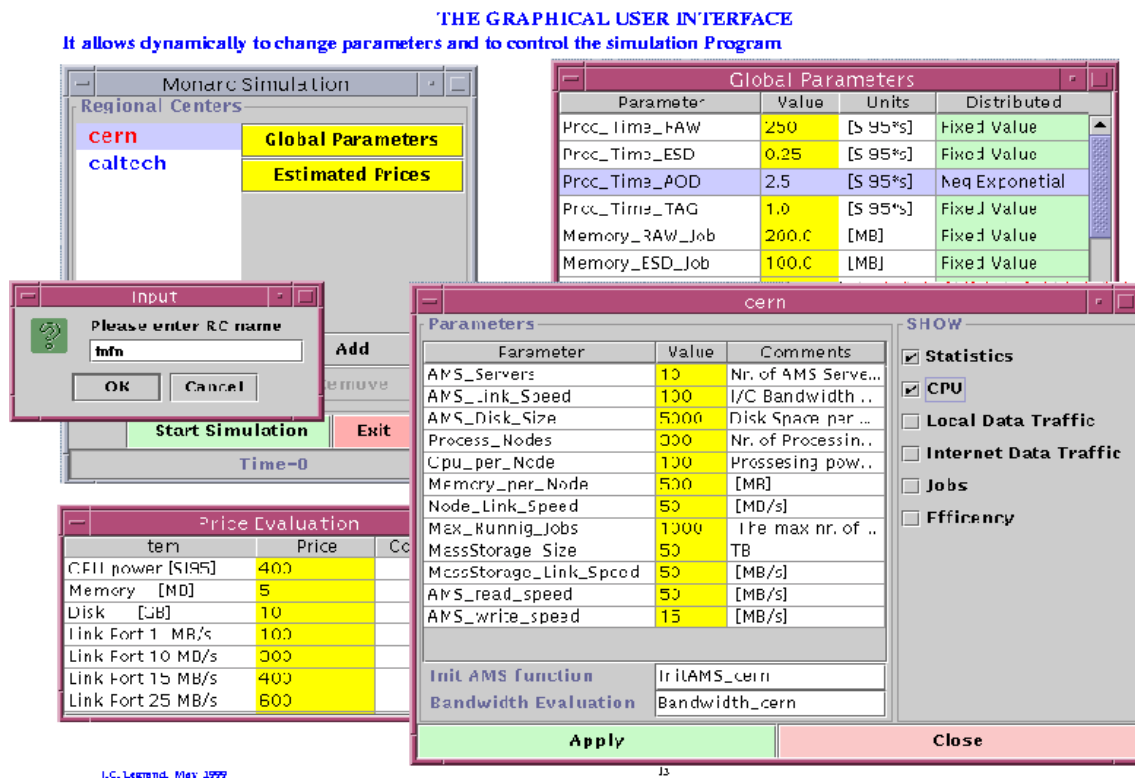 THE GRAPHICAL USER INTERFACE
It allows dynamically to change parameters and to control the simulation Program
Monarc Simulation
Regional Centers
cern
caltech
Global Parameters
Estimated Prices
Add
Start Simulation Exit
Time=0
Global Parameters
Parameter Value Units Distributed
Proc_Time_RAW 250 [SI95*s] Fixed Value
Proc_Time_ESD 0.25 [SI95*s] Fixed Value
Proc_Time_AOD 2.5 [SI95*s] Neg Exponetial
Proc_Time_TAG 1.0 [SI95*s] Fixed Value
Memory_RAW_Job 200.0 [MB] Fixed Value
Memory_ESD_Job 100.0 [MB] Fixed Value
Input
Please enter RC name
OK Cancel
cern
Parameters
Parameter Value Comments
AMS_Servers 10 Nr. of AMS Serve...
AMS_Link_Speed 100 I/C Bandwidth ...
AMS_Disk_Size 5000 Disk Space per ...
Process_Nodes 300 Nr. of Processin...
Cpu_per_Node 100 Prossesing pow...
Memory_per_Node 500 [MB]
Node_Link_Speed 50 [MB/s]
Max_Runnig_Jobs 1000 The max nr. of ...
MassStorage_Size 50 TB
MassStorage_Link_Speed 50 [MB/s]
AMS_read_speed 50 [MB/s]
AMS_write_speed 15 [MB/s]
Init AMS function InitAMS_cern
Bandwidth Evaluation Bandwidth_cern
Apply Close
SHOW
Statistics
CPU
Local Data Traffic
Internet Data Traffic
Jobs
Efficency
Price Evaluation
Item Price Co
CPU power [SI95] 400
Memory [MB] 5
Disk [GB] 10
Link Port 1 MB/s 100
Link Port 10 MB/s 300
Link Port 15 MB/s 400
Link Port 25 MB/s 600
I.C. Legrand, May 1999
13